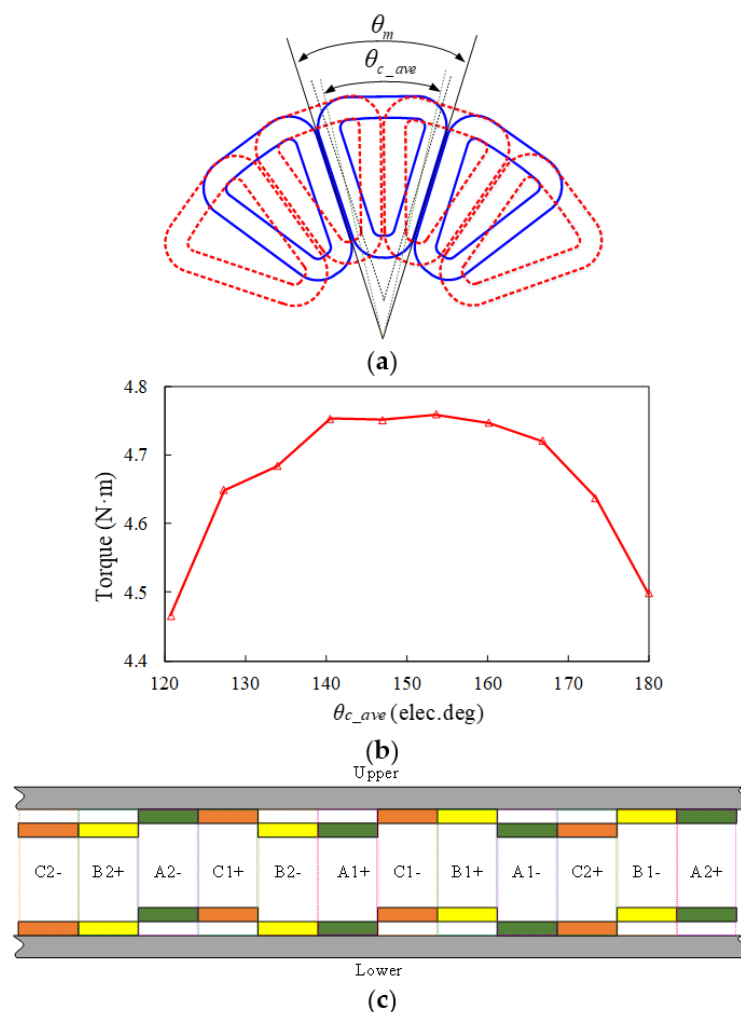 θm
θc_ave
(a)
4.8
4.7
4.6
4.5
4.4
Torque (N·m)
120 130 140 150 160 170 180
θc_ave (elec.deg)
(b)
Upper
C2- B2+ A2- C1+ B2- A1+ C1- B1+ A1- C2+ B1- A2+
Lower
(c)